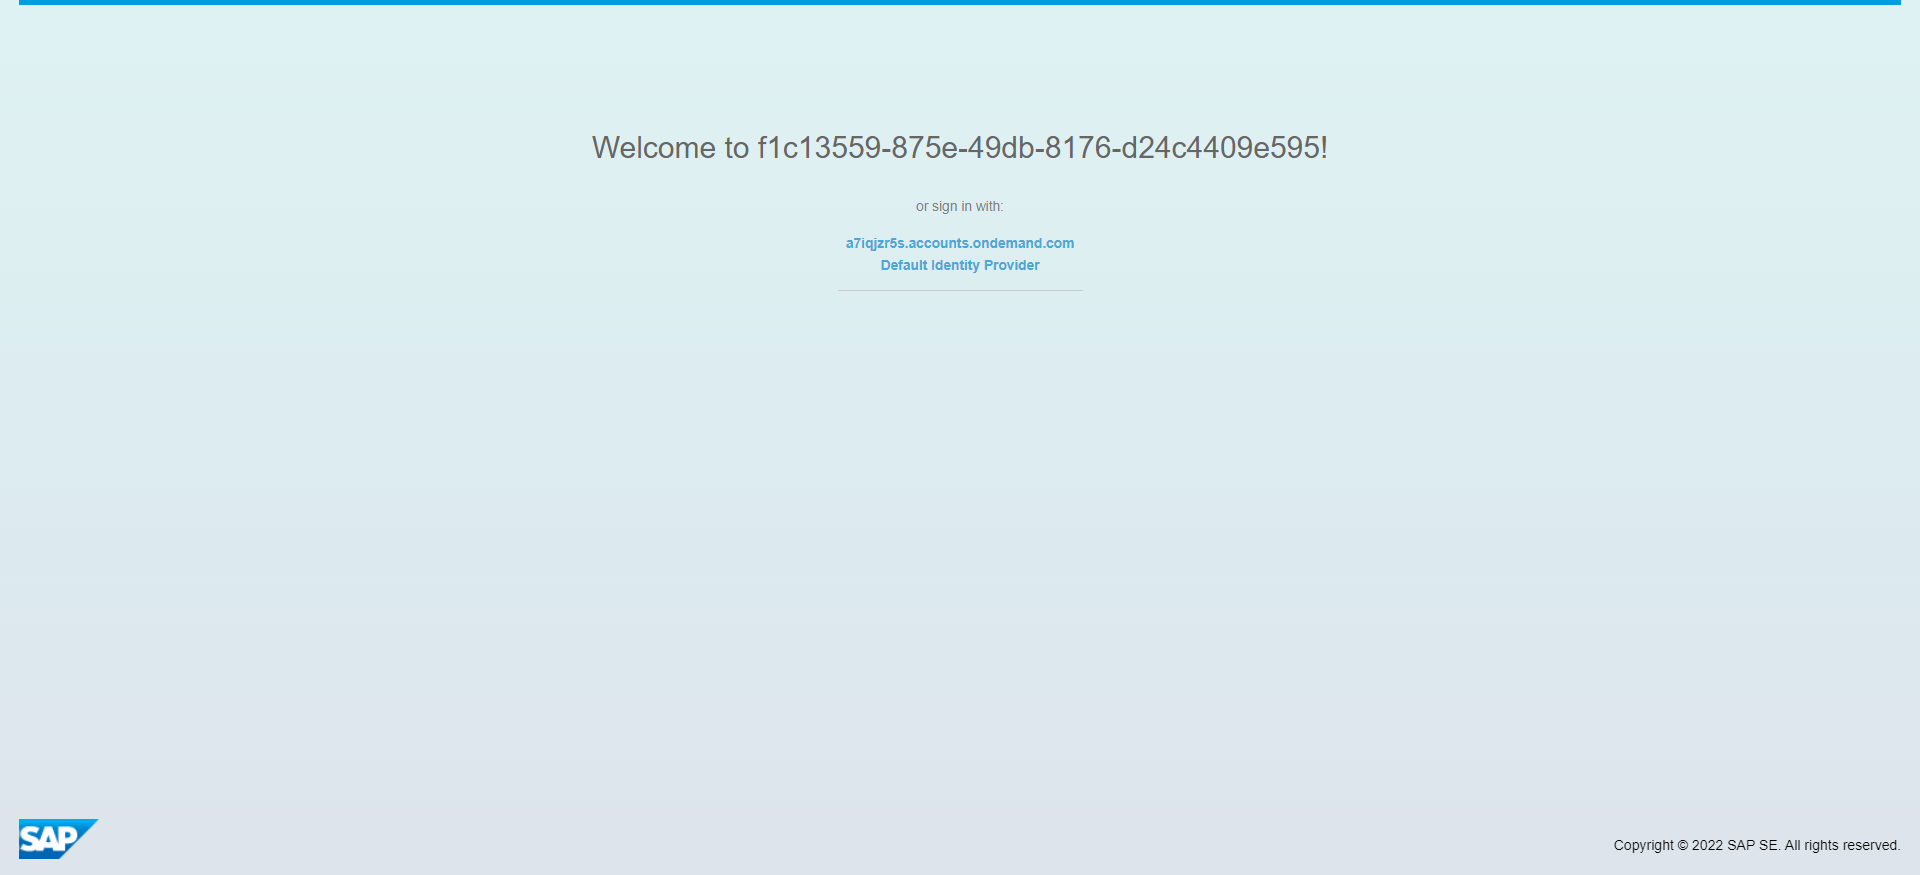 Welcome to f1c13559-875e-49db-8176-d24c4409e595!
or sign in with:
a7iqjzr5s.accounts.ondemand.com
Default Identity Provider
SAP
Copyright © 2022 SAP SE. All rights reserved.